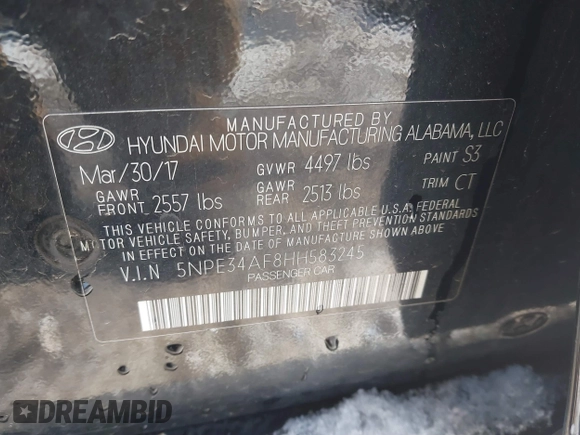 MANUFACTURED BY
HYUNDAI MOTOR MANUFACTURING ALABAMA, LLC
Mar/30/17 GVWR 4497 lbs PAINT S3
GAWR FRONT 2557 lbs GAWR REAR 2513 lbs TRIM CT
THIS VEHICLE CONFORMS TO ALL APPLICABLE U.S.A. FEDERAL
MOTOR VEHICLE SAFETY, BUMPER, AND THEFT PREVENTION STANDARDS
IN EFFECT ON THE DATE OF MANUFACTURE SHOWN ABOVE.
V.I.N 5NPE34AF8HH583245
PASSENGER CAR
DREAMBID